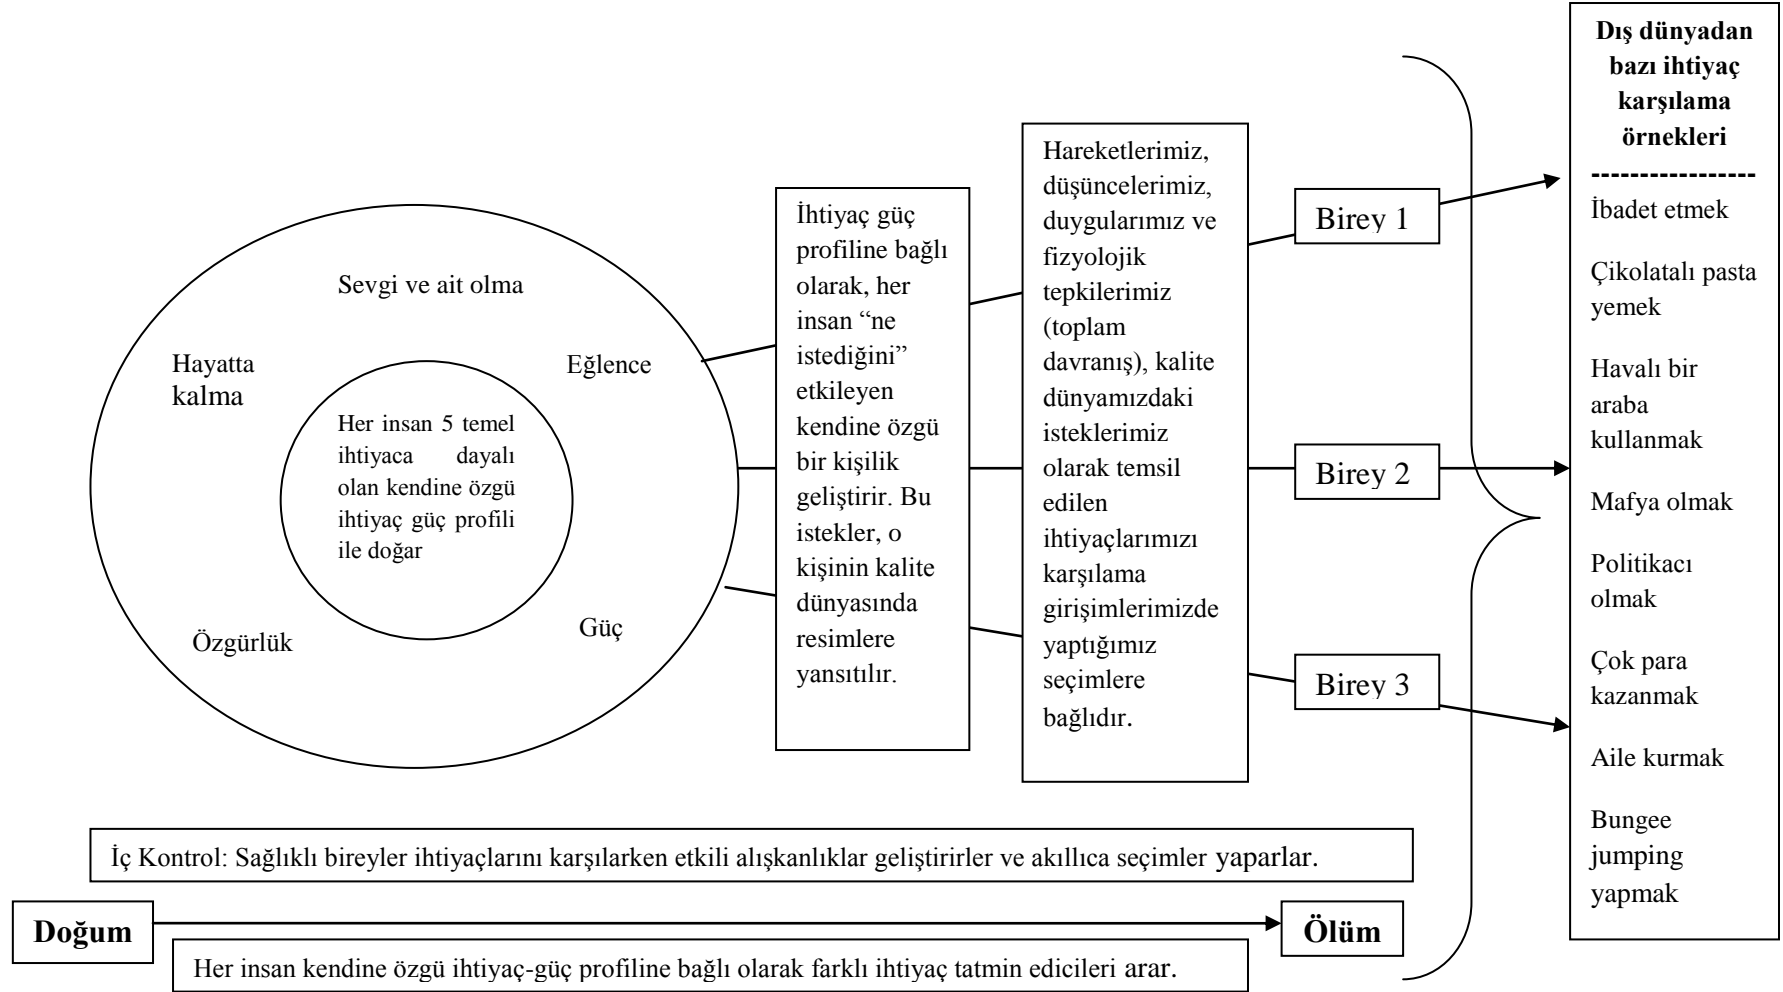 Sevgi ve ait olma
Hayatta
kalma
Eğlence
Her insan 5 temel
ihtiyaca dayalı
olan kendine özgü
ihtiyaç güç profili
ile doğar
Özgürlük
Güç
İhtiyaç güç
profiline bağlı
olarak, her
insan “ne
istediğini”
etkileyen
kendine özgü
bir kişilik
geliştirir. Bu
istekler, o
kişinin kalite
dünyasında
resimlere
yansıtılır.
Hareketlerimiz,
düşüncelerimiz,
duygularımız ve
fizyolojik
tepkilerimiz
(toplam
davranış), kalite
dünyamızdaki
isteklerimiz
olarak temsil
edilen
ihtiyaçlarımızı
karşılama
girişimlerimizde
yaptığımız
seçimlere
bağlıdır.
Birey 1
Birey 2
Birey 3
Dış dünyadan
bazı ihtiyaç
karşılama
örnekleri
-----------------
İbadet etmek
Çikolatalı pasta
yemek
Havalı bir
araba
kullanmak
Mafya olmak
Politikacı
olmak
Çok para
kazanmak
Aile kurmak
Bungee
jumping
yapmak
İç Kontrol: Sağlıklı bireyler ihtiyaçlarını karşılarken etkili alışkanlıklar geliştirirler ve akıllıca seçimler yaparlar.
Doğum
Ölüm
Her insan kendine özgü ihtiyaç-güç profiline bağlı olarak farklı ihtiyaç tatmin edicileri arar.